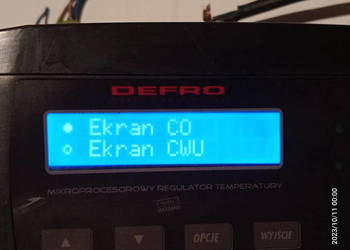 DEFRO
Ekran CO
Ekran CWU
MIKROPROCESOROWY REGULATOR TEMPERATURY
OPCJE
WYJŚCIE
2023/10/11 00:00